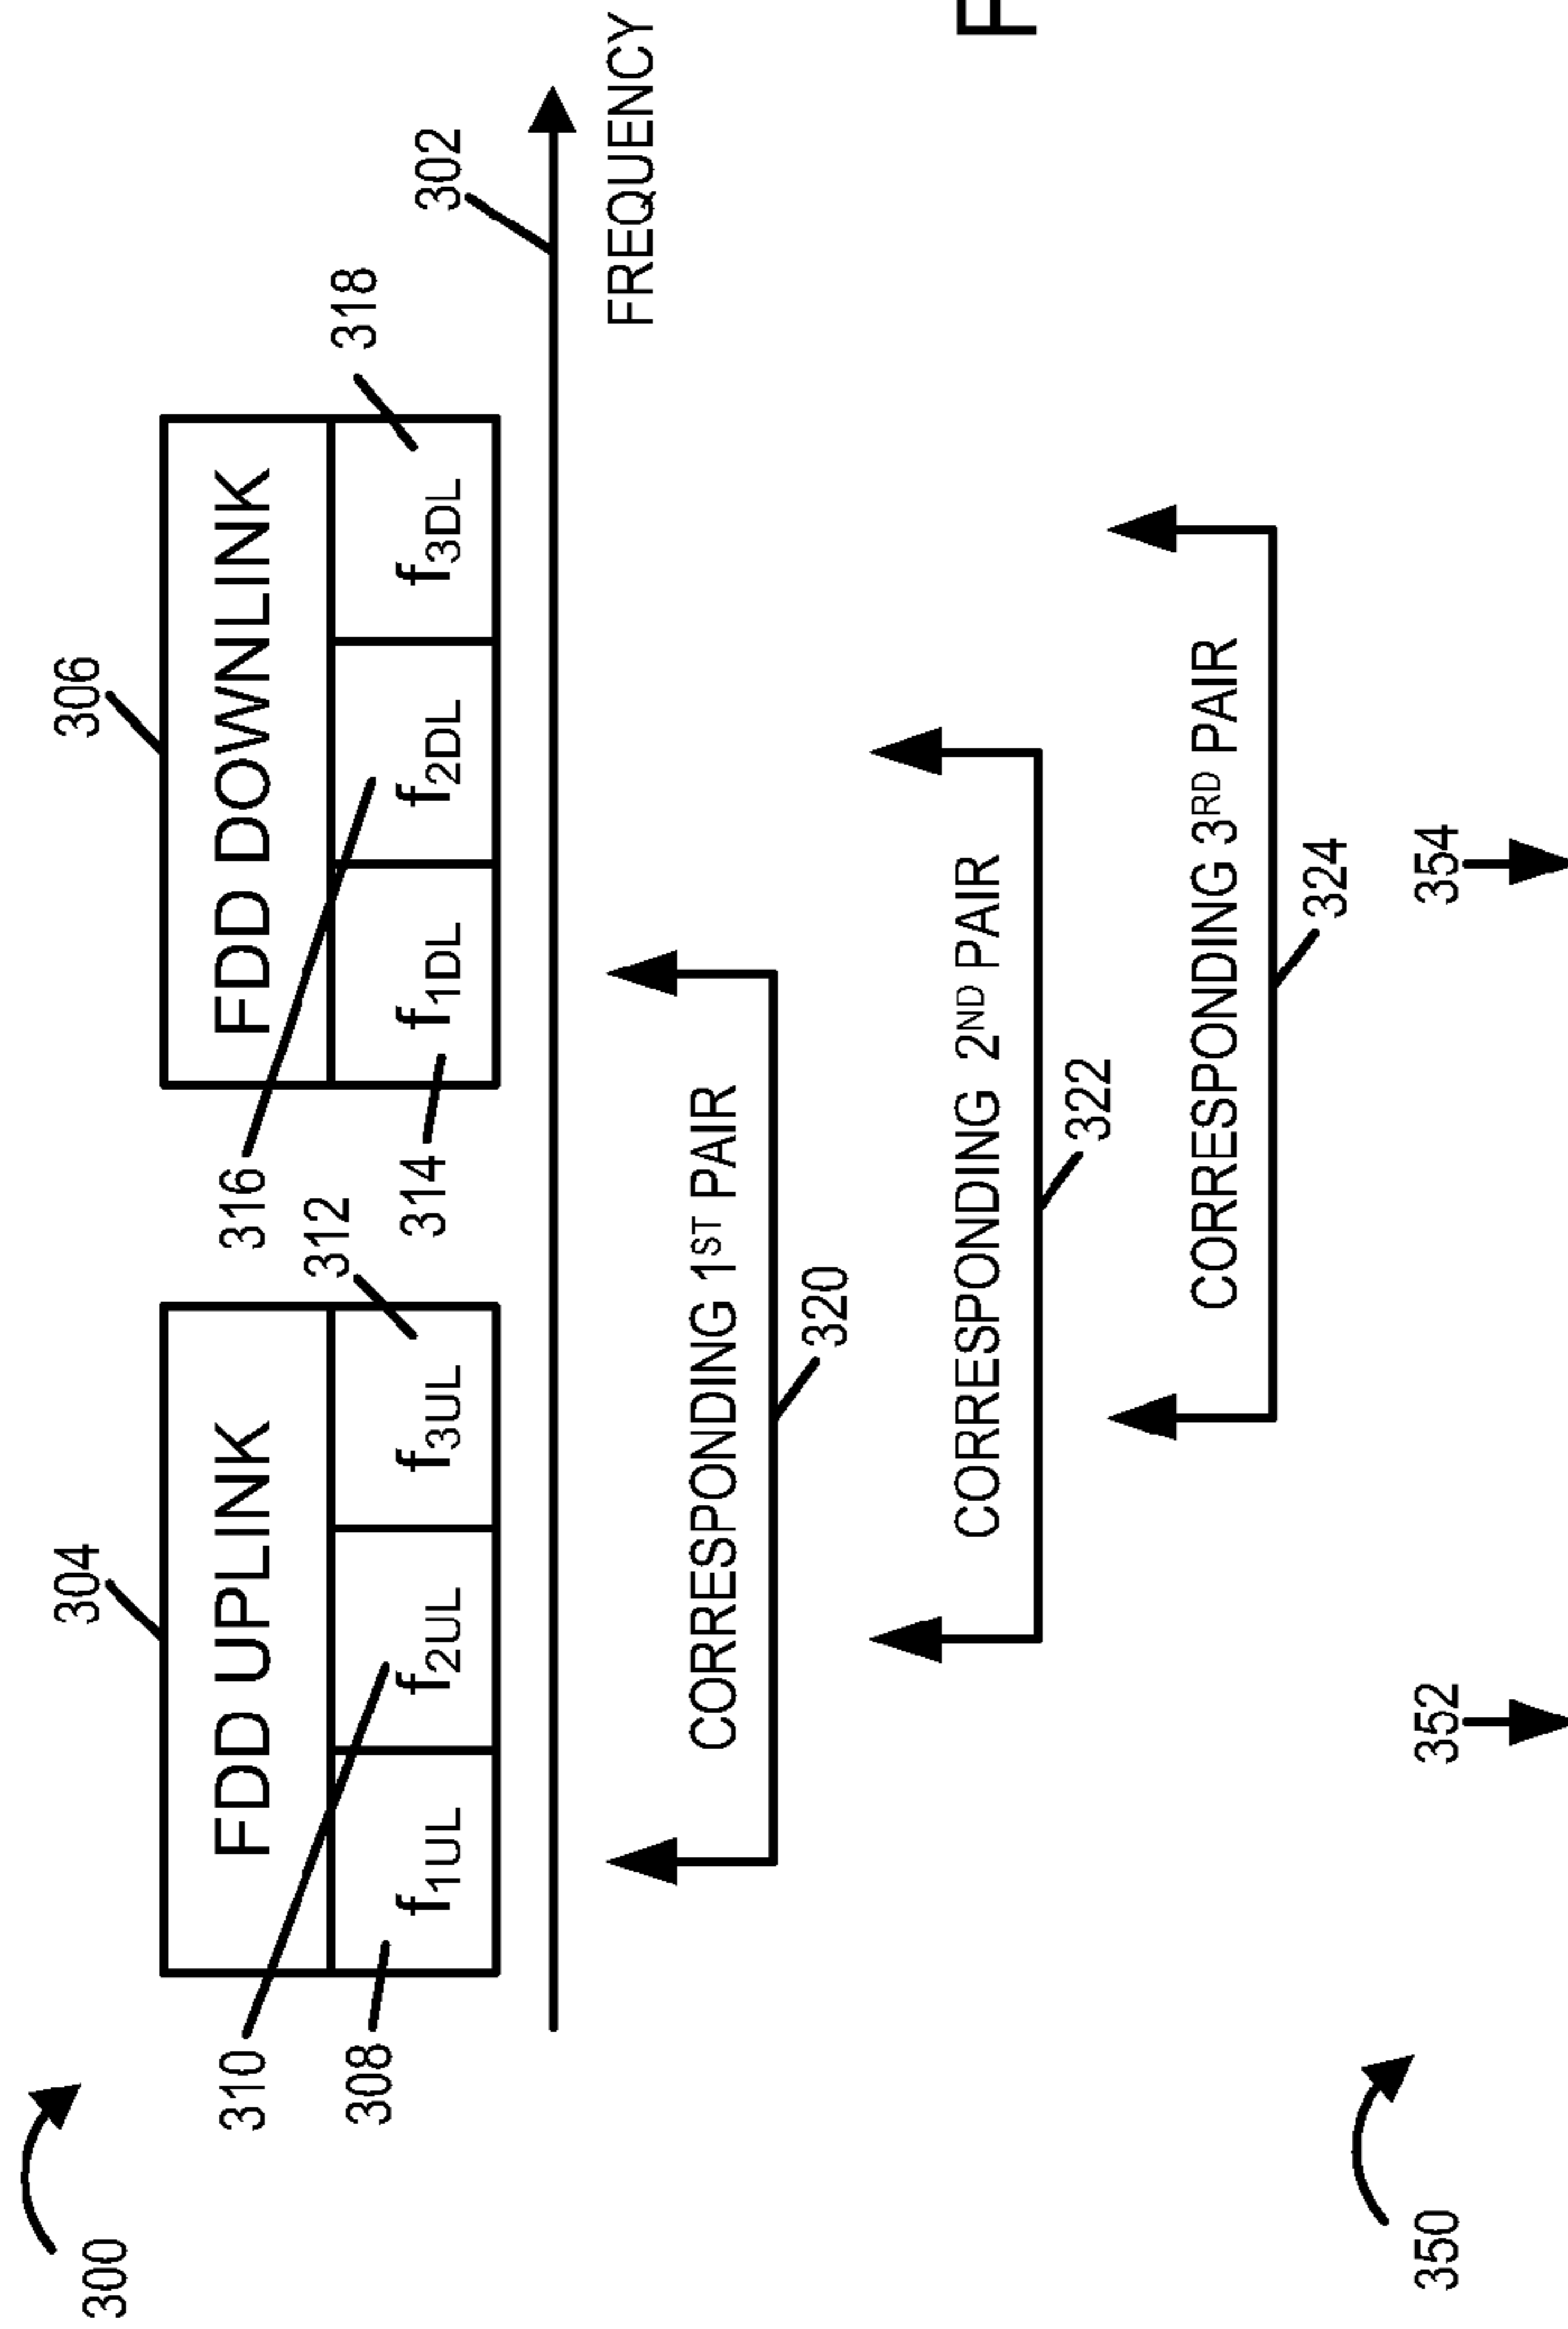 300
304
306
FDD UPLINK
FDD DOWNLINK
310
316
312
318
308
f1UL
f2UL
f3UL
314
f1DL
f2DL
f3DL
302
FREQUENCY
CORRESPONDING 1ST PAIR
320
CORRESPONDING 2ND PAIR
322
CORRESPONDING 3RD PAIR
324
350
352
354